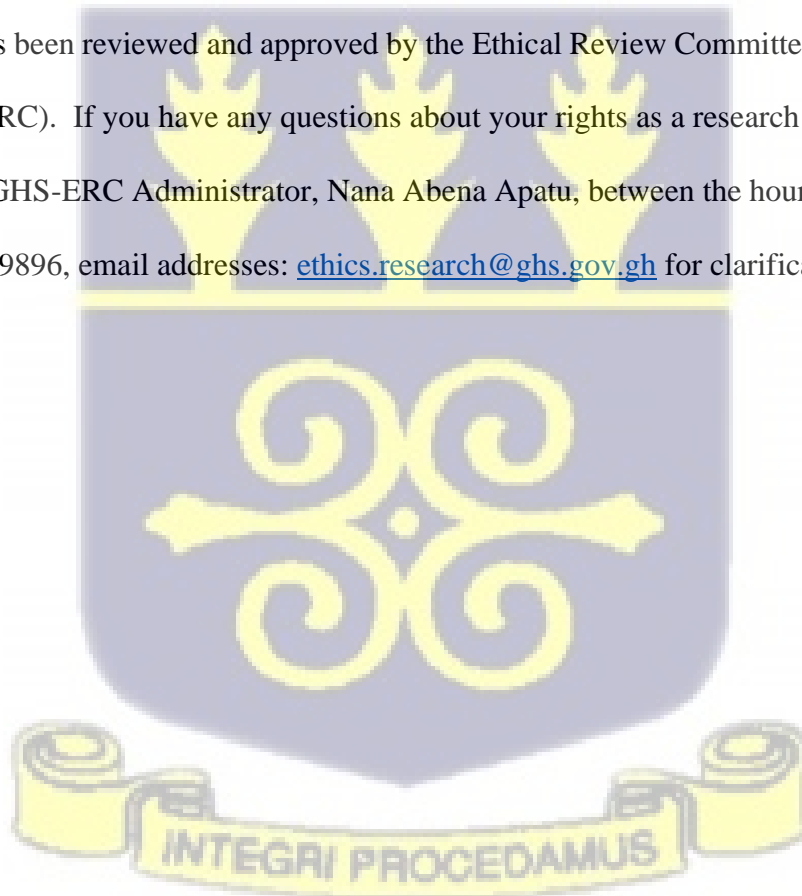 s been reviewed and approved by the Ethical Review Committe
RC). If you have any questions about your rights as a research
GHS-ERC Administrator, Nana Abena Apatu, between the hour
9896, email addresses: ethics.research@ghs.gov.gh for clarifica
INTEGRI PROCEDAMUS